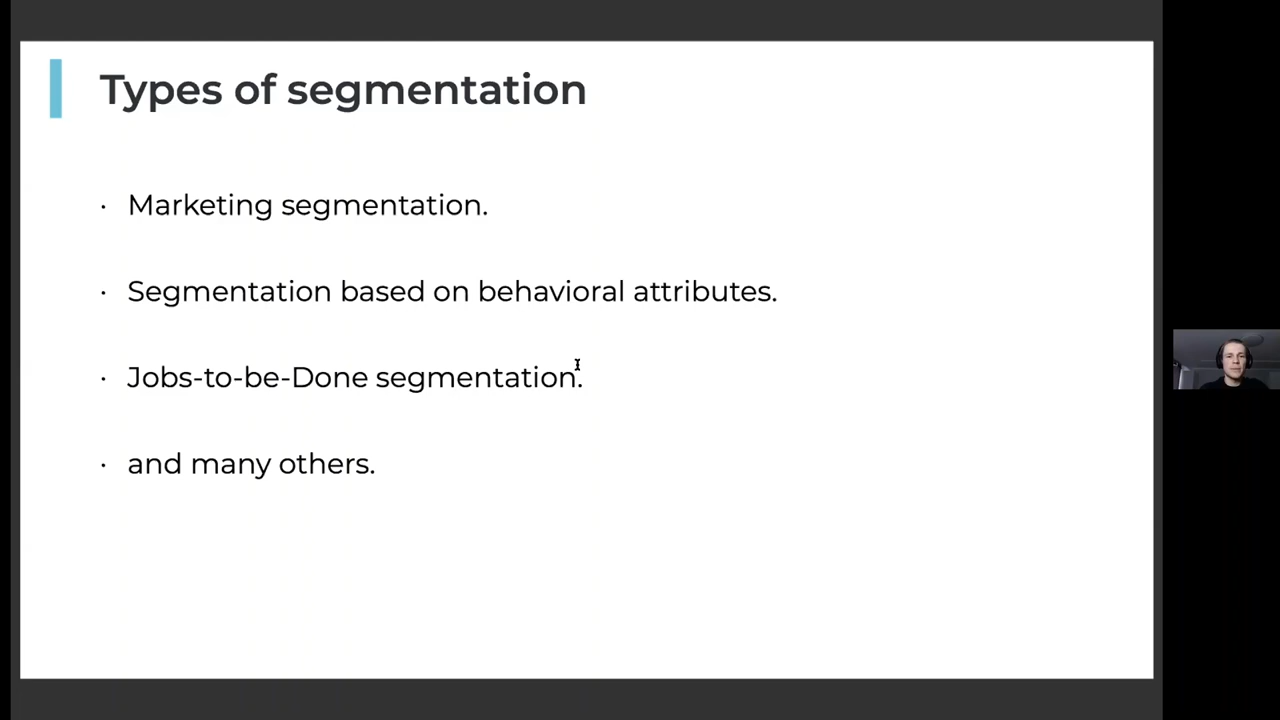 Types of segmentation
· Marketing segmentation.
· Segmentation based on behavioral attributes.
· Jobs-to-be-Done segmentation.
· and many others.